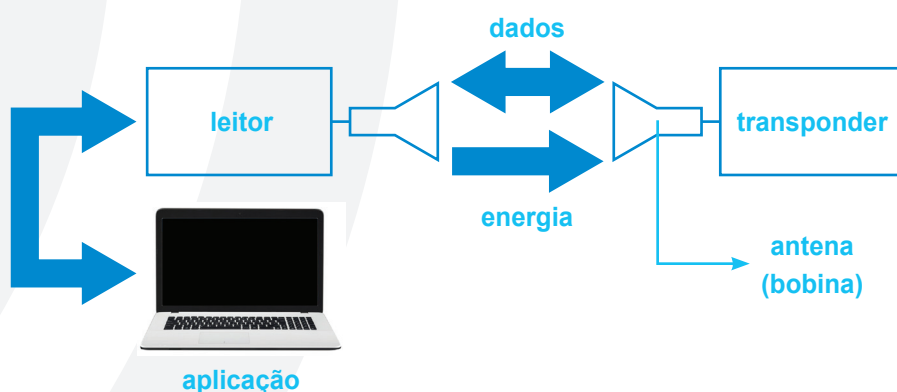 dados
leitor
transponder
energia
antena
(bobina)
aplicação